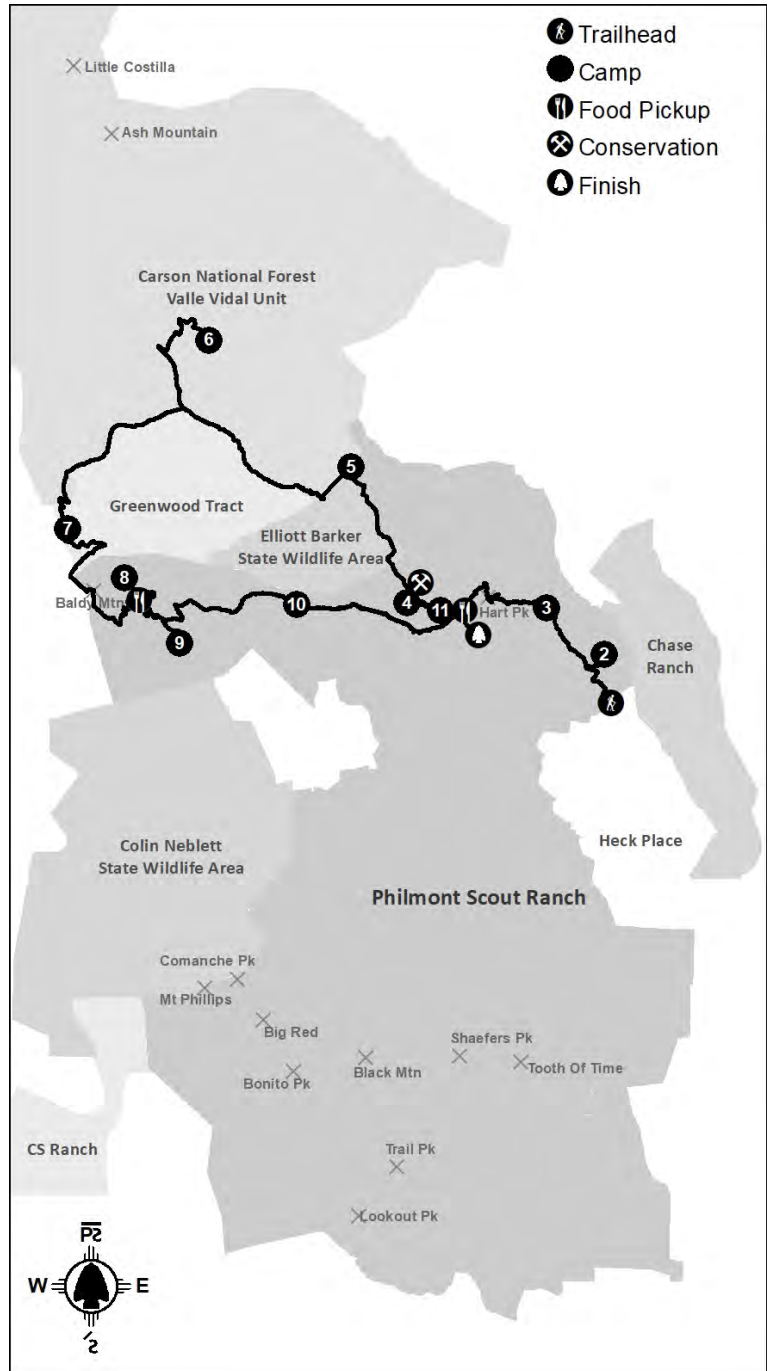 Trailhead
Camp
Food Pickup
Conservation
Finish
Little Costilla
Ash Mountain
Carson National Forest
Valle Vidal Unit
6
5
Greenwood Tract
7
Elliott Barker
State Wildlife Area
8
Baldy Mtn
4
10
11
Hart Pk
3
9
2
Chase
Ranch
Heck Place
Colin Neblett
State Wildlife Area
Philmont Scout Ranch
Comanche Pk
Mt Phillips
Big Red
Shaefers Pk
Bonito Pk
Black Mtn
Tooth Of Time
CS Ranch
Trail Pk
Lookout Pk
W
E